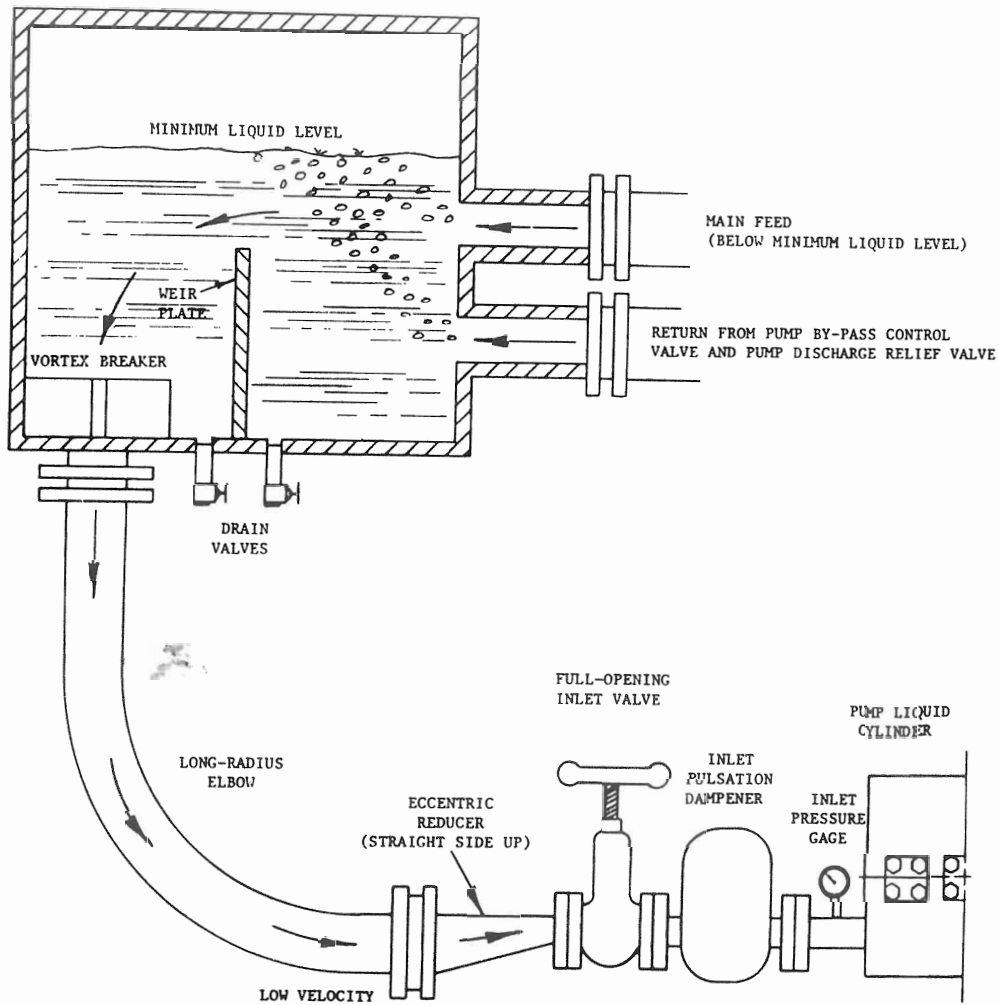 MINIMUM LIQUID LEVEL
MAIN FEED
(BELOW MINIMUM LIQUID LEVEL)
WEIR
PLATE
RETURN FROM PUMP BY-PASS CONTROL
VALVE AND PUMP DISCHARGE RELIEF VALVE
VORTEX BREAKER
DRAIN
VALVES
FULL-OPENING
INLET VALVE
PUMP LIQUID
CYLINDER
LONG-RADIUS
ELBOW
INLET
PULSATION
DAMPENER
ECCENTRIC
REDUCER
(STRAIGHT SIDE UP)
INLET
PRESSURE
GAGE
LOW VELOCITY